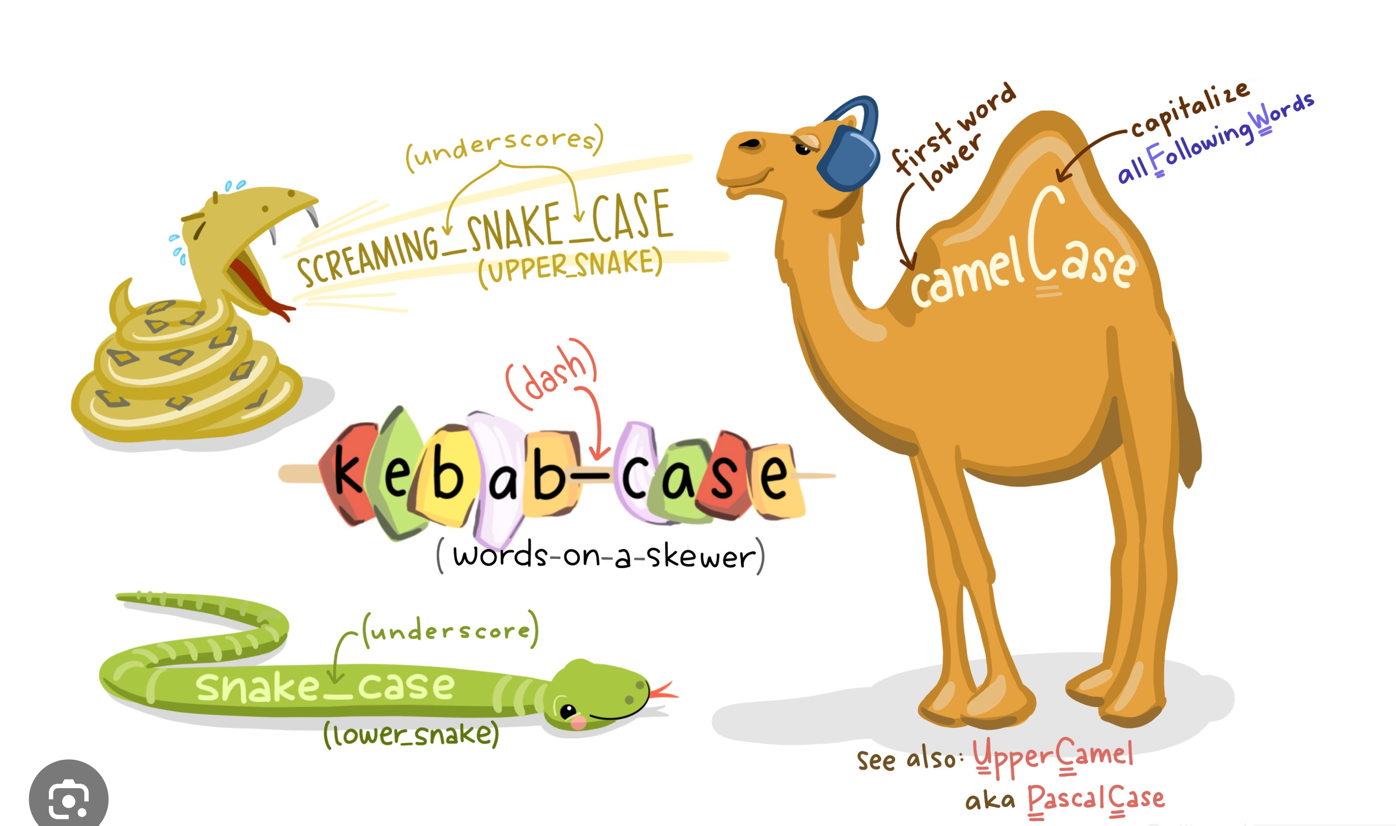 (underscores)
SCREAMING_SNAKE_CASE
(UPPER_SNAKE)
first word
lower
capitalize
allFollowingWords
camelCase
(dash)
kebab-case
(words-on-a-skewer)
(underscore)
snake_case
(lower_snake)
see also: UpperCamel
aka PascalCase